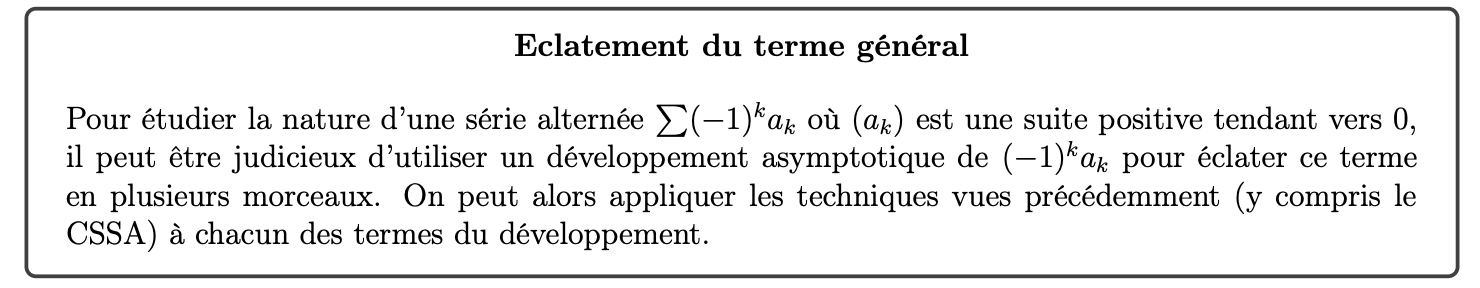 Eclatement du terme général
Pour étudier la nature d'une série alternée ∑(−1)^k a_k où (a_k) est une suite positive tendant vers 0,
il peut être judicieux d'utiliser un développement asymptotique de (−1)^k a_k pour éclater ce terme
en plusieurs morceaux. On peut alors appliquer les techniques vues précédemment (y compris le
CSSA) à chacun des termes du développement.